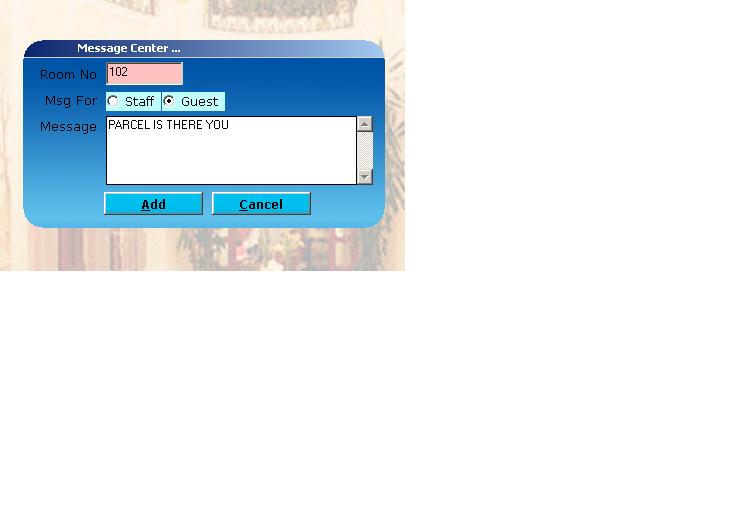 Message Center ...
Room No 102
Msg For Staff Guest
Message PARCEL IS THERE YOU
Add Cancel